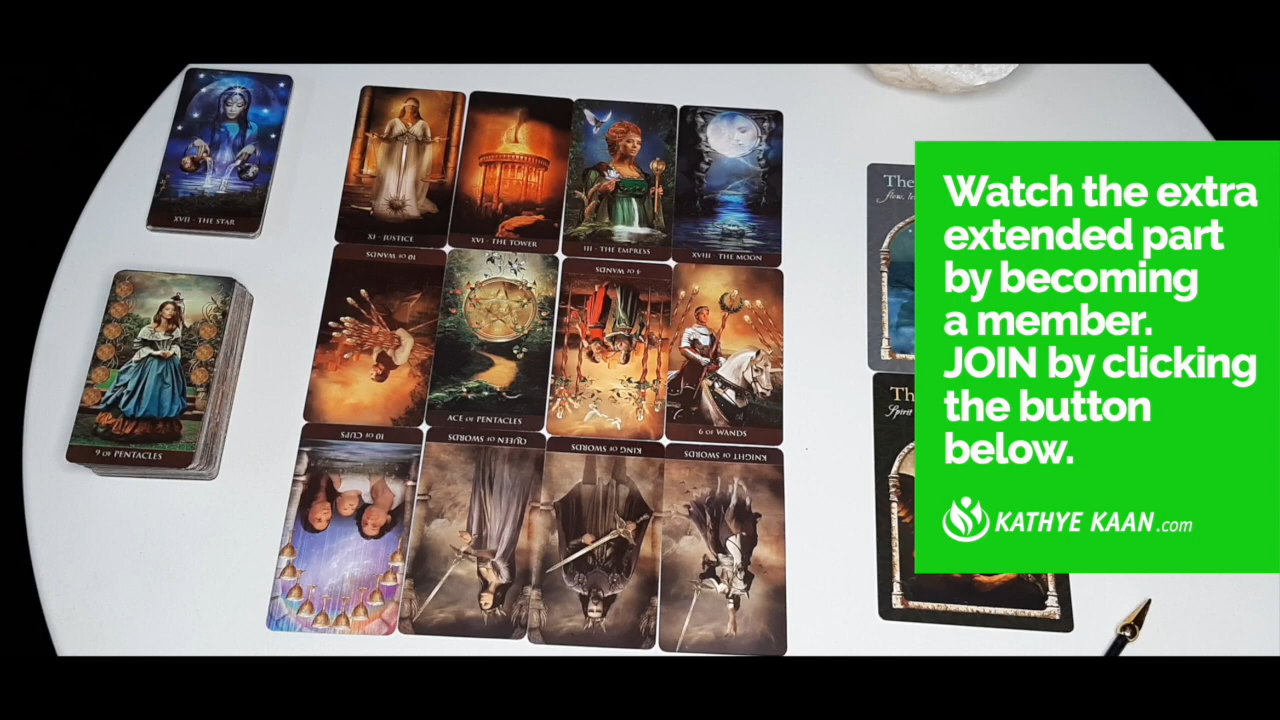 XVII · THE STAR
XI · JUSTICE
XVI · THE TOWER
III · THE EMPRESS
XVIII · THE MOON
10 OF WANDS
ACE OF PENTACLES
4 OF WANDS
6 OF WANDS
9 OF PENTACLES
10 OF CUPS
QUEEN OF SWORDS
KING OF SWORDS
KNIGHT OF SWORDS
The
flow, le
Th
Spirit
Watch the extra
extended part
by becoming
a member.
JOIN by clicking
the button
below.
KATHYE KAAN.com